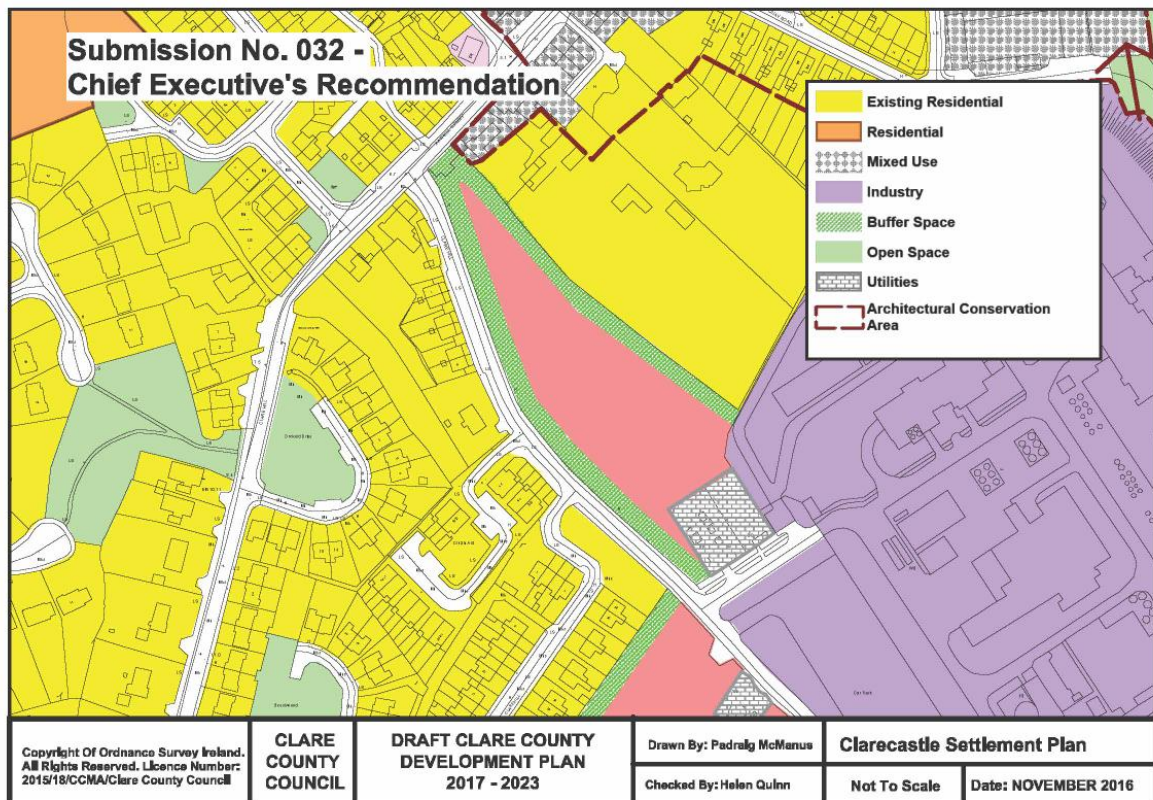 Submission No. 032 -
Chief Executive's Recommendation
Existing Residential
Residential
Mixed Use
Industry
Buffer Space
Open Space
Utilities
Architectural Conservation
Area
Car Park
Copyright Of Ordnance Survey Ireland.
All Rights Reserved. Licence Number:
2015/18/CCMA/Clare County Council
CLARE
COUNTY
COUNCIL
DRAFT CLARE COUNTY
DEVELOPMENT PLAN
2017 - 2023
Drawn By: Padraig McManus
Checked By: Helen Quinn
Clarecastle Settlement Plan
Not To Scale
Date: NOVEMBER 2016